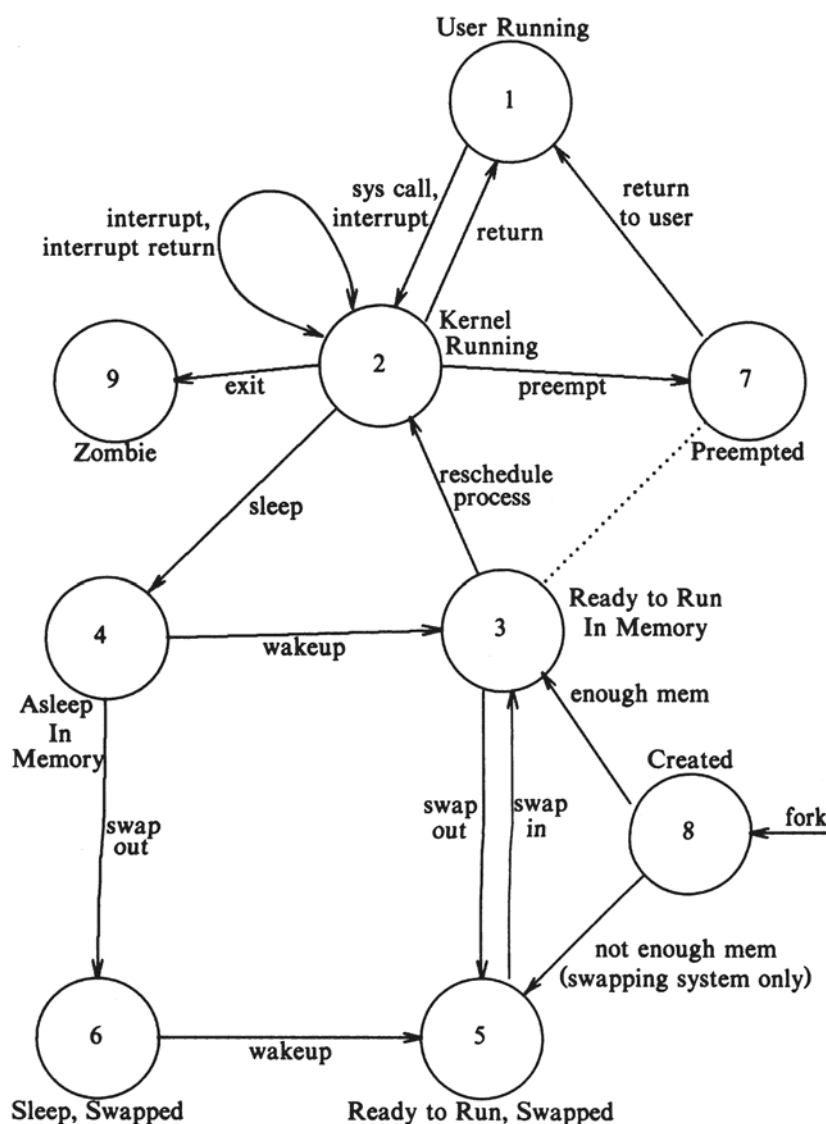 User Running
1
sys call,
interrupt
return
return
to user
interrupt,
interrupt return
Kernel
Running
2
9
exit
Zombie
preempt
7
Preempted
sleep
reschedule
process
4
wakeup
3
Ready to Run
In Memory
Asleep
In
Memory
enough mem
Created
8
fork
swap
out
swap
out
swap
in
not enough mem
(swapping system only)
6
wakeup
5
Sleep, Swapped
Ready to Run, Swapped